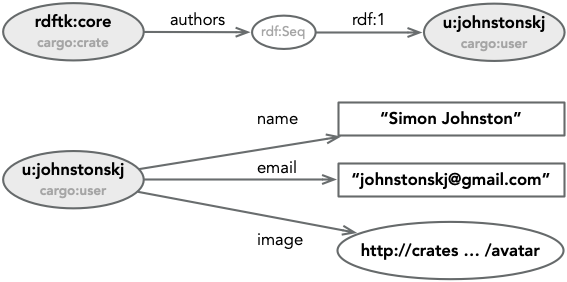 rdftk:core
cargo:crate
authors
rdf:Seq
rdf:1
u:johnstonskj
cargo:user
name
"Simon Johnston"
u:johnstonskj
cargo:user
email
"johnstonskj@gmail.com"
image
http://crates … /avatar